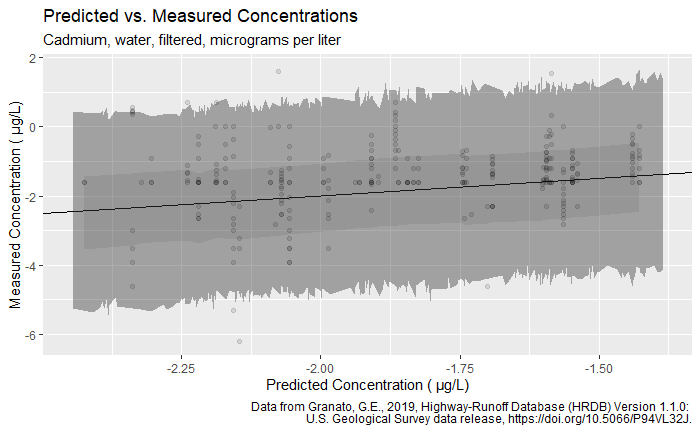 Predicted vs. Measured Concentrations
Cadmium, water, filtered, micrograms per liter
2
0
-2
-4
-6
Measured Concentration ( µg/L)
-2.25
-2.00
-1.75
-1.50
Predicted Concentration ( µg/L)
Data from Granato, G.E., 2019, Highway-Runoff Database (HRDB) Version 1.1.0:
U.S. Geological Survey data release, https://doi.org/10.5066/P94VL32J.